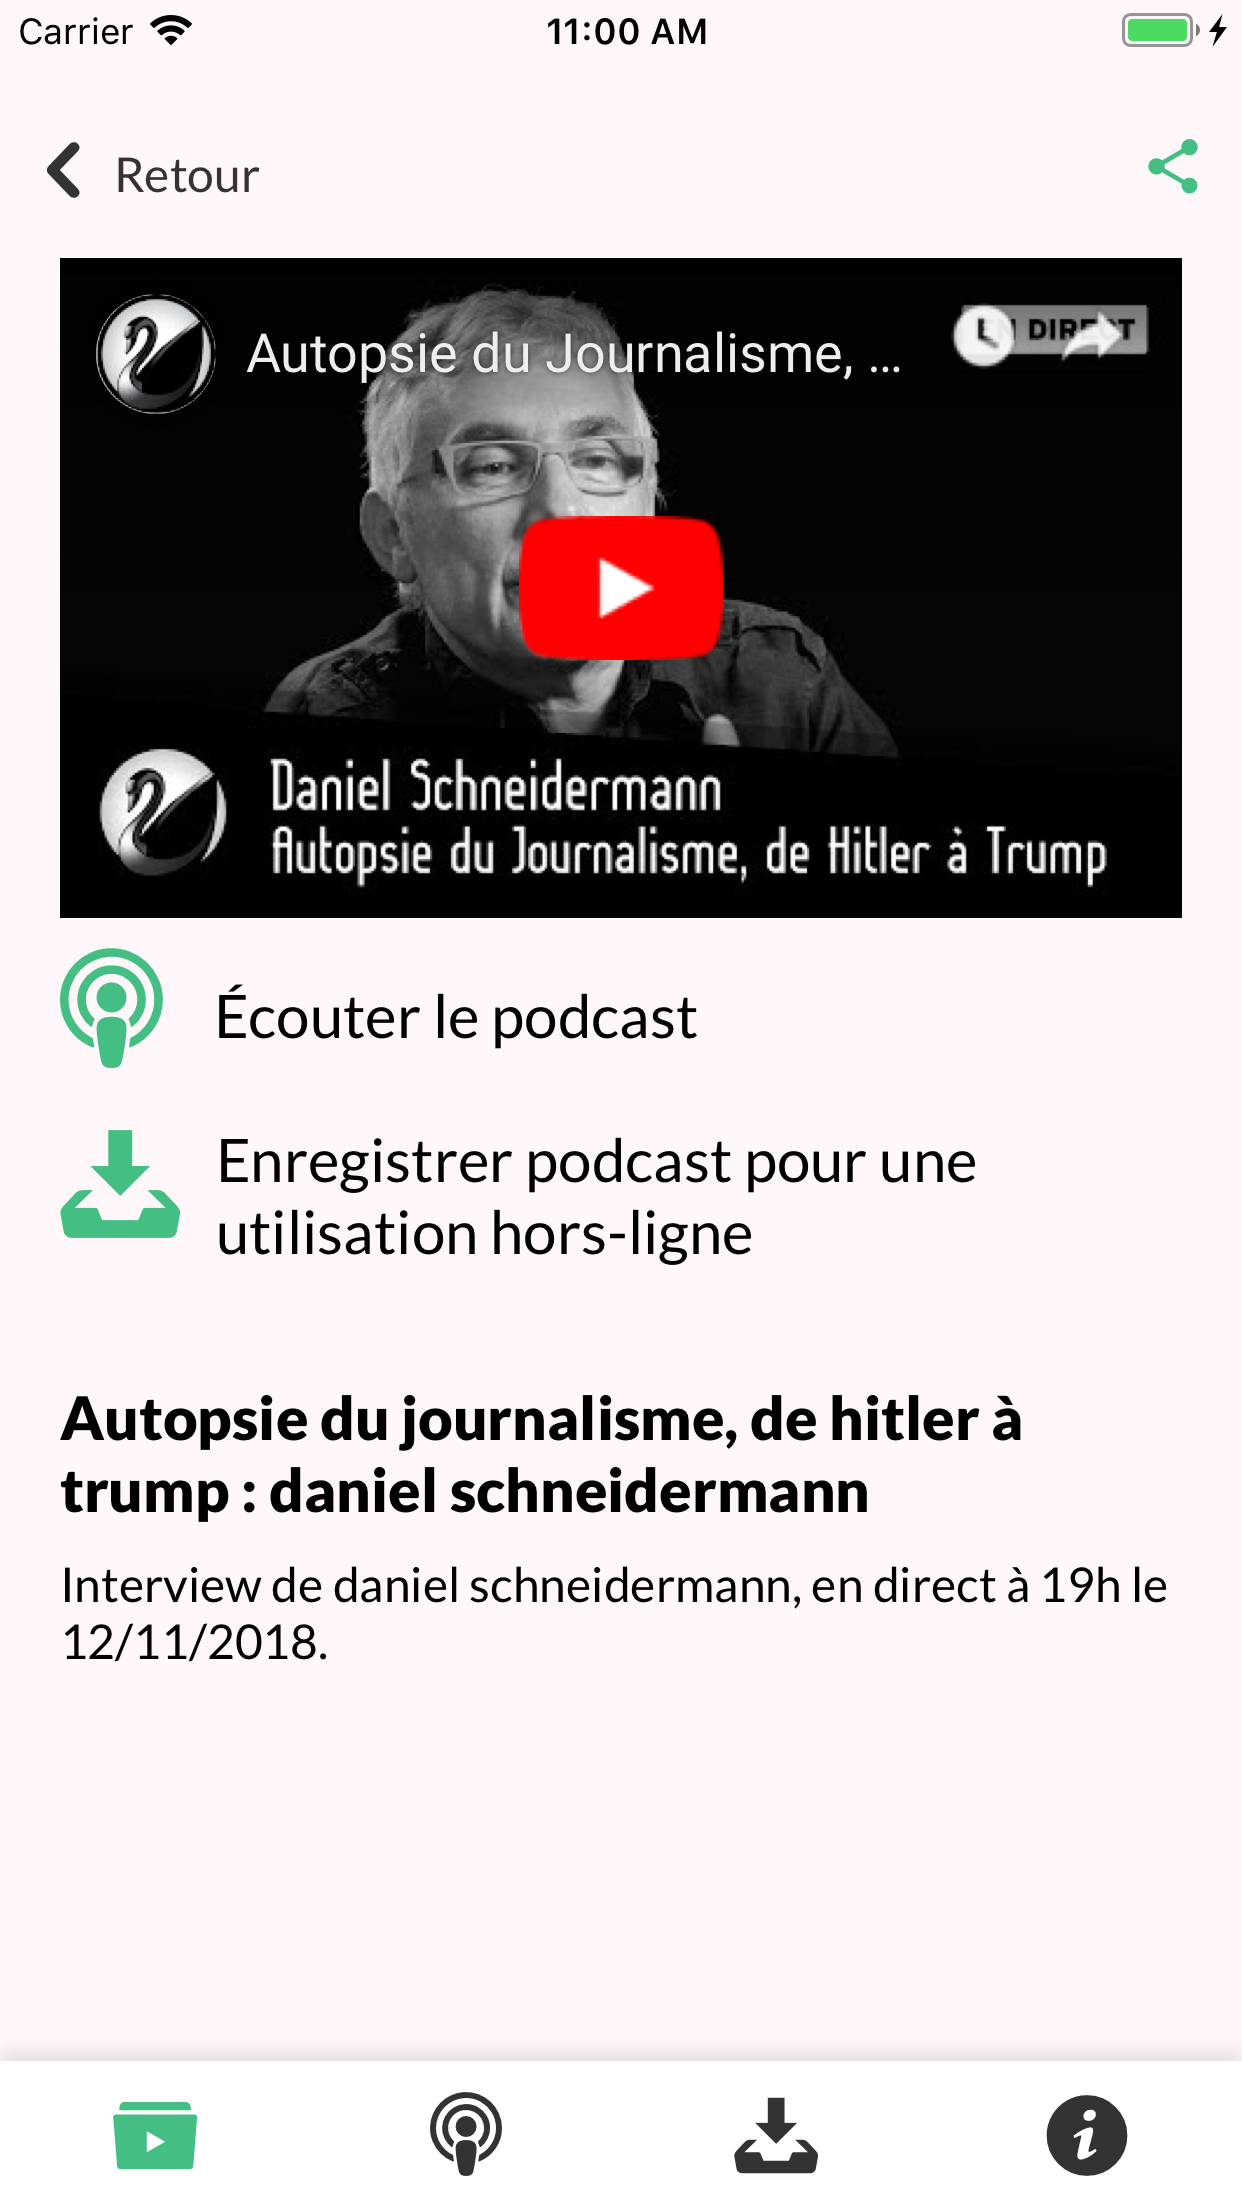 Carrier
11:00 AM
Retour
Autopsie du Journalisme, ...
DIRECT
Daniel Schneidermann
Autopsie du Journalisme, de Hitler à Trump
Écouter le podcast
Enregistrer podcast pour une
utilisation hors-ligne
Autopsie du journalisme, de hitler à
trump : daniel schneidermann
Interview de daniel schneidermann, en direct à 19h le
12/11/2018.